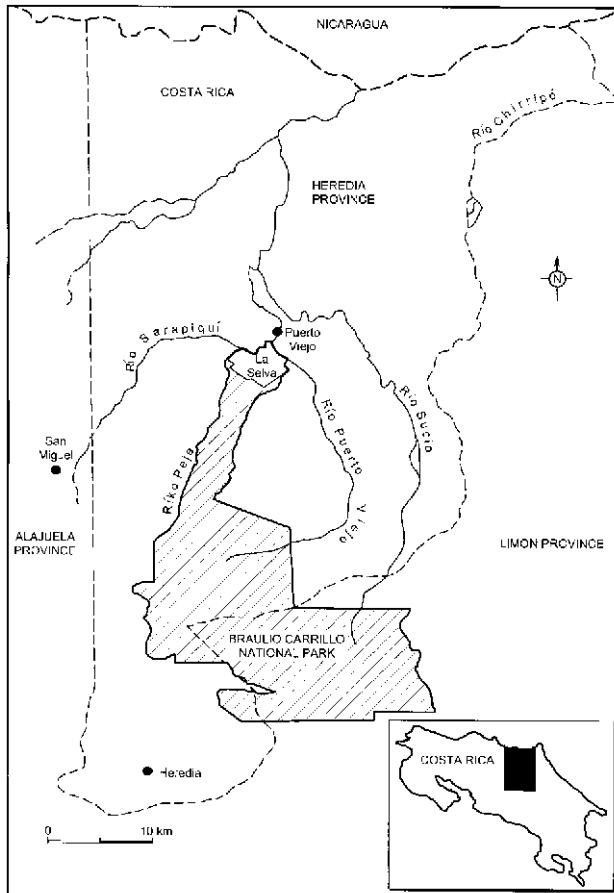 NICARAGUA
COSTA RICA
Río Chirripó
HEREDIA
PROVINCE
N
Río Sarapiquí
Puerto
Viejo
La
Selva
Río Sucio
Río Puerto Viejo
San
Miguel
Ríko Peje
ALAJUELA
PROVINCE
LIMON PROVINCE
BRAULIO CARRILLO
NATIONAL PARK
Heredia
COSTA RICA
0 10 km